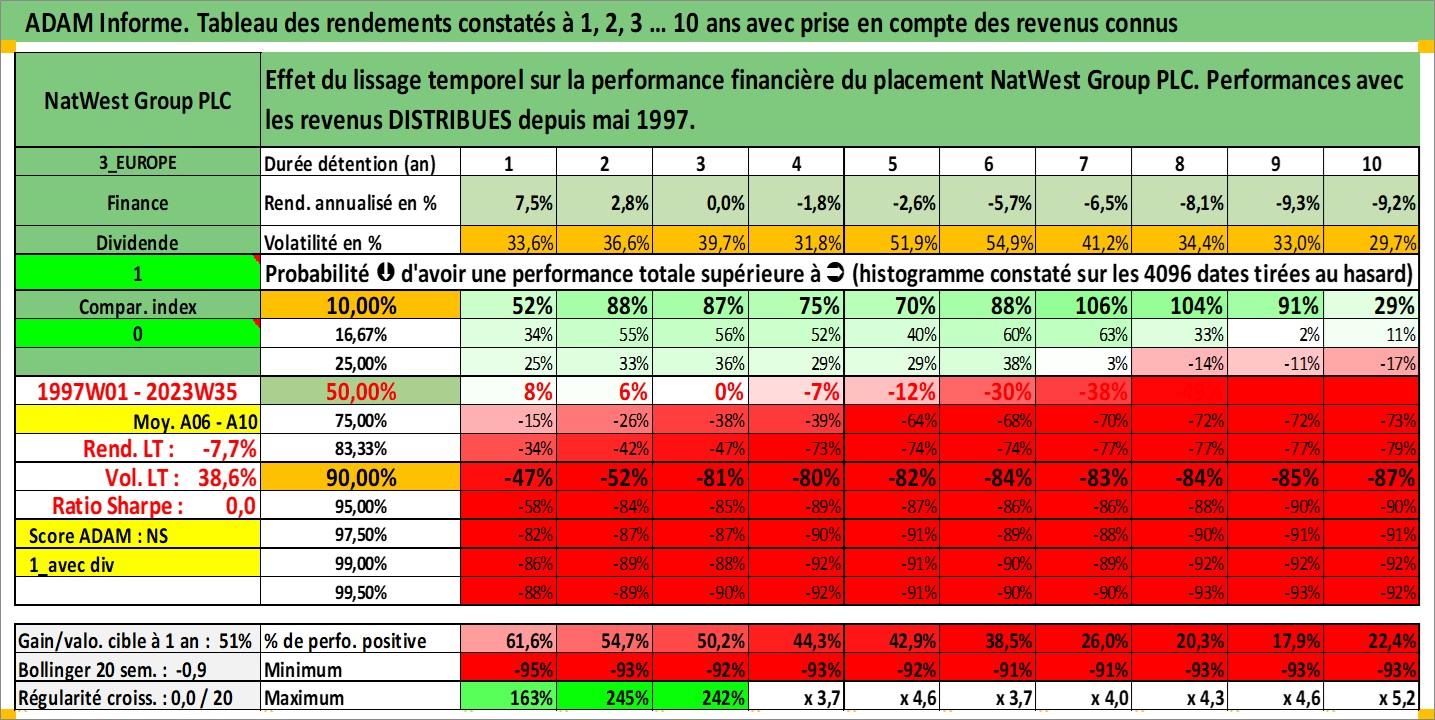 ADAM Informe. Tableau des rendements constatés à 1, 2, 3 ... 10 ans avec prise en compte des revenus connus
NatWest Group PLC
Effet du lissage temporel sur la performance financière du placement NatWest Group PLC. Performances avec
les revenus DISTRIBUES depuis mai 1997.
3_EUROPE Durée détention (an) 1 2 3 4 5 6 7 8 9 10
Finance Rend. annualisé en % 7,5% 2,8% 0,0% -1,8% -2,6% -5,7% -6,5% -8,1% -9,3% -9,2%
Dividende Volatilité en % 33,6% 36,6% 39,7% 31,8% 51,9% 54,9% 41,2% 34,4% 33,0% 29,7%
1 Probabilité d'avoir une performance totale supérieure à (histogramme constaté sur les 4096 dates tirées au hasard)
Compar. index 10,00% 52% 88% 87% 75% 70% 88% 106% 104% 91% 29%
0 16,67% 34% 55% 56% 52% 40% 60% 63% 33% 2% 11%
25,00% 25% 33% 36% 29% 29% 38% 3% -14% -11% -17%
1997W01 - 2023W35 50,00% 8% 6% 0% -7% -12% -30% -38%
Moy. A06 - A10 75,00% -15% -26% -38% -39% -64% -68% -70% -72% -72% -73%
Rend. LT : -7,7% 83,33% -34% -42% -47% -73% -74% -74% -77% -77% -77% -79%
Vol. LT : 38,6% 90,00% -47% -52% -81% -80% -82% -84% -83% -84% -85% -87%
Ratio Sharpe : 0,0 95,00% -58% -84% -85% -89% -87% -86% -86% -88% -90% -90%
Score ADAM : NS 97,50% -82% -87% -87% -90% -91% -89% -88% -90% -91% -91%
1_avec div 99,00% -86% -89% -88% -92% -91% -90% -89% -92% -92% -92%
99,50% -88% -89% -90% -92% -91% -90% -90% -93% -93% -92%
Gain/valo. cible à 1 an : 51% % de perfo. positive 61,6% 54,7% 50,2% 44,3% 42,9% 38,5% 26,0% 20,3% 17,9% 22,4%
Bollinger 20 sem. : -0,9 Minimum -95% -93% -92% -93% -92% -91% -91% -93% -93% -93%
Régularité croiss. : 0,0 / 20 Maximum 163% 245% 242% x 3,7 x 4,6 x 3,7 x 4,0 x 4,3 x 4,6 x 5,2